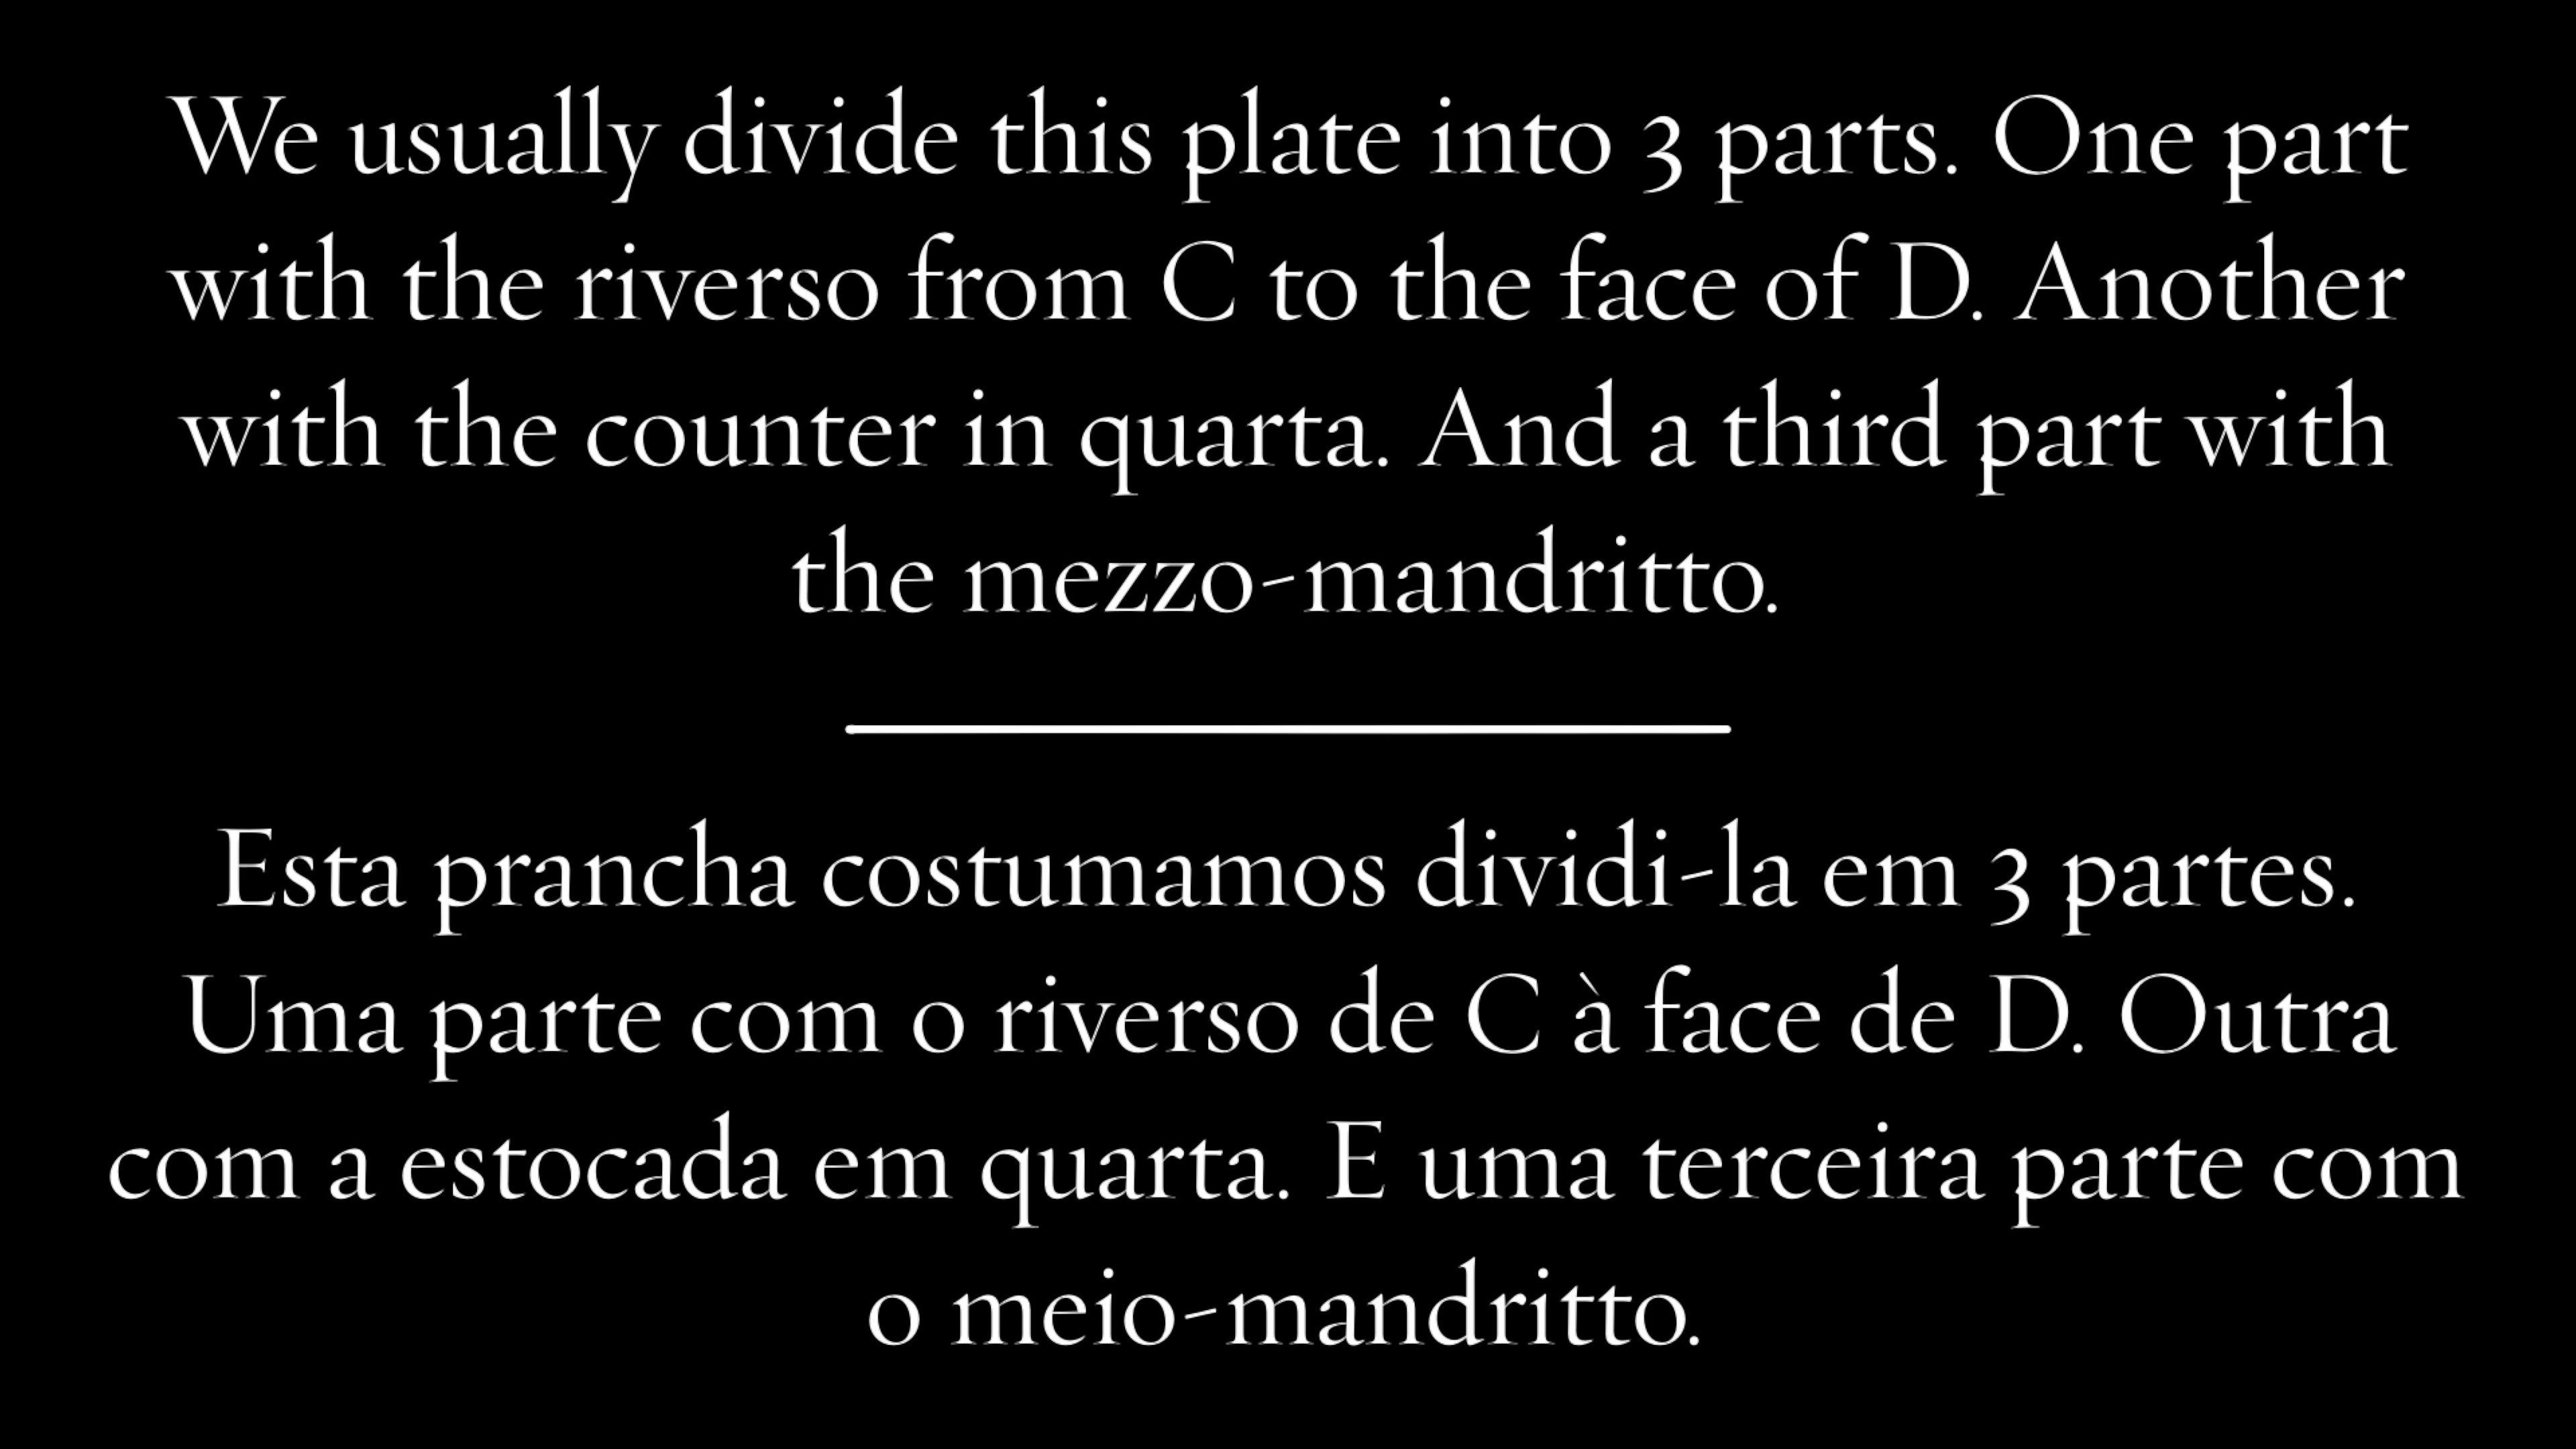 We usually divide this plate into 3 parts. One part
with the riverso from C to the face of D. Another
with the counter in quarta. And a third part with
the mezzo-mandritto.
Esta prancha costumamos dividi-la em 3 partes.
Uma parte com o riverso de C à face de D. Outra
com a estocada em quarta. E uma terceira parte com
o meio-mandritto.